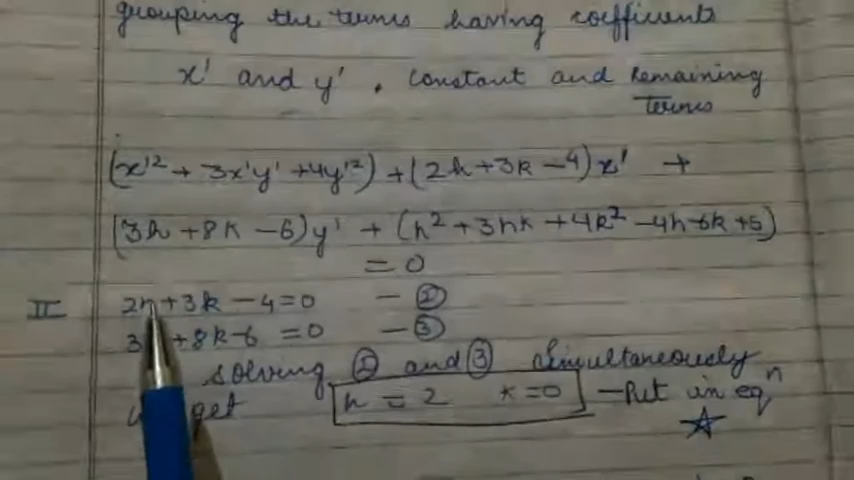 grouping the terms having coefficients
x' and y', constant and remaining
terms
(x'² + 3x'y' + 4y'²) + (2h + 3k - 4)x' +
(3h + 8k - 6)y' + (h² + 3hk + 4k² - 4h - 6k + 5)
= 0
II 2h + 3k - 4 = 0 - ②
3 + 8k - 6 = 0 - ③
solving ② and ③ simultaneously
get h = 2 k = 0 - Put in eqⁿ
☆